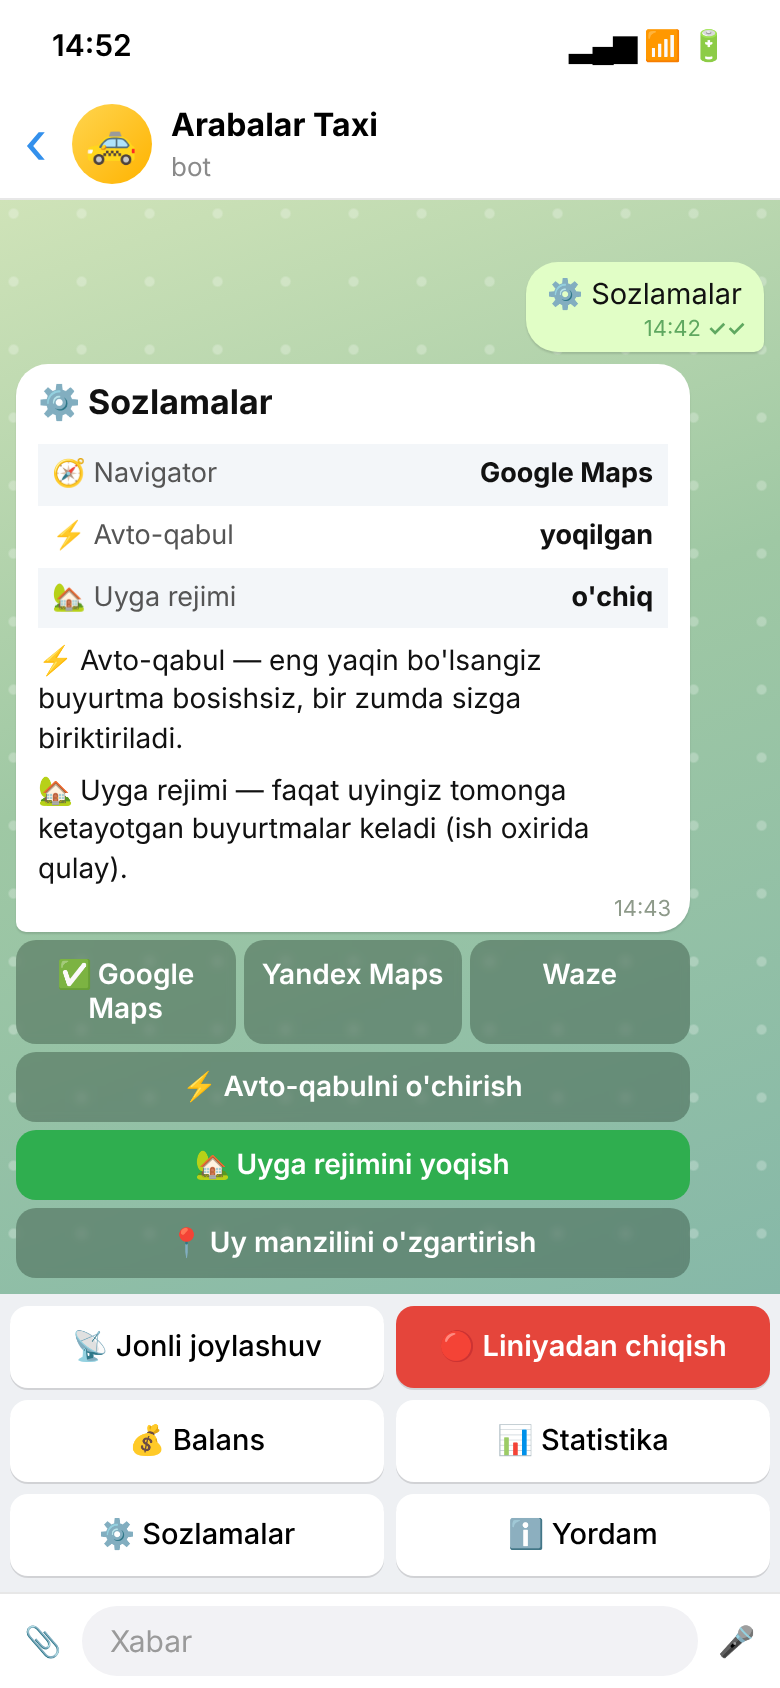 14:52
Arabalar Taxi
bot
⚙️ Sozlamalar
14:42 ✓✓
⚙️ Sozlamalar
🧭 Navigator Google Maps
⚡ Avto-qabul yoqilgan
🏡 Uyga rejimi o'chiq
⚡ Avto-qabul — eng yaqin bo'lsangiz
buyurtma bosishsiz, bir zumda sizga
biriktiriladi.
🏡 Uyga rejimi — faqat uyingiz tomonga
ketayotgan buyurtmalar keladi (ish oxirida
qulay).
14:43
✅ Google
Maps
Yandex Maps
Waze
⚡ Avto-qabulni o'chirish
🏡 Uyga rejimini yoqish
📍 Uy manzilini o'zgartirish
📡 Jonli joylashuv
🔴 Liniyadan chiqish
💰 Balans
📊 Statistika
⚙️ Sozlamalar
ℹ️ Yordam
Xabar